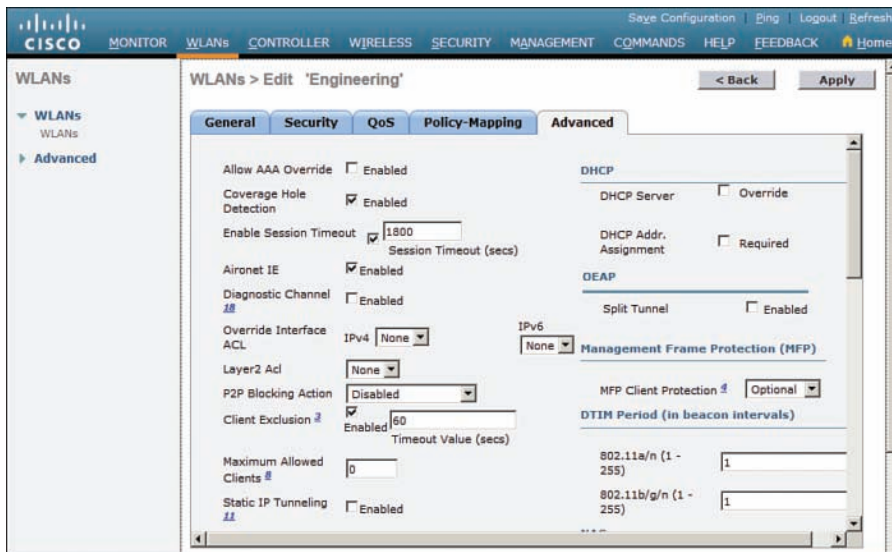 Save Configuration | Ping | Logout | Refresh
CISCO MONITOR WLANs CONTROLLER WIRELESS SECURITY MANAGEMENT COMMANDS HELP FEEDBACK Home
WLANs
WLANs
WLANs
Advanced
WLANs > Edit 'Engineering'
< Back
Apply
General Security QoS Policy-Mapping Advanced
Allow AAA Override Enabled
Coverage Hole
Detection
Enabled
Enable Session Timeout 1800
Session Timeout (secs)
Aironet IE Enabled
Diagnostic Channel
18
Enabled
Override Interface
ACL
IPv4 None
IPv6
None
Layer2 Acl None
P2P Blocking Action Disabled
Client Exclusion 3 Enabled 60
Timeout Value (secs)
Maximum Allowed
Clients 8
0
Static IP Tunneling
11
Enabled
DHCP
DHCP Server Override
DHCP Addr.
Assignment
Required
OEAP
Split Tunnel Enabled
Management Frame Protection (MFP)
MFP Client Protection 4 Optional
DTIM Period (in beacon intervals)
802.11a/n (1 -
255)
1
802.11b/g/n (1 -
255)
1